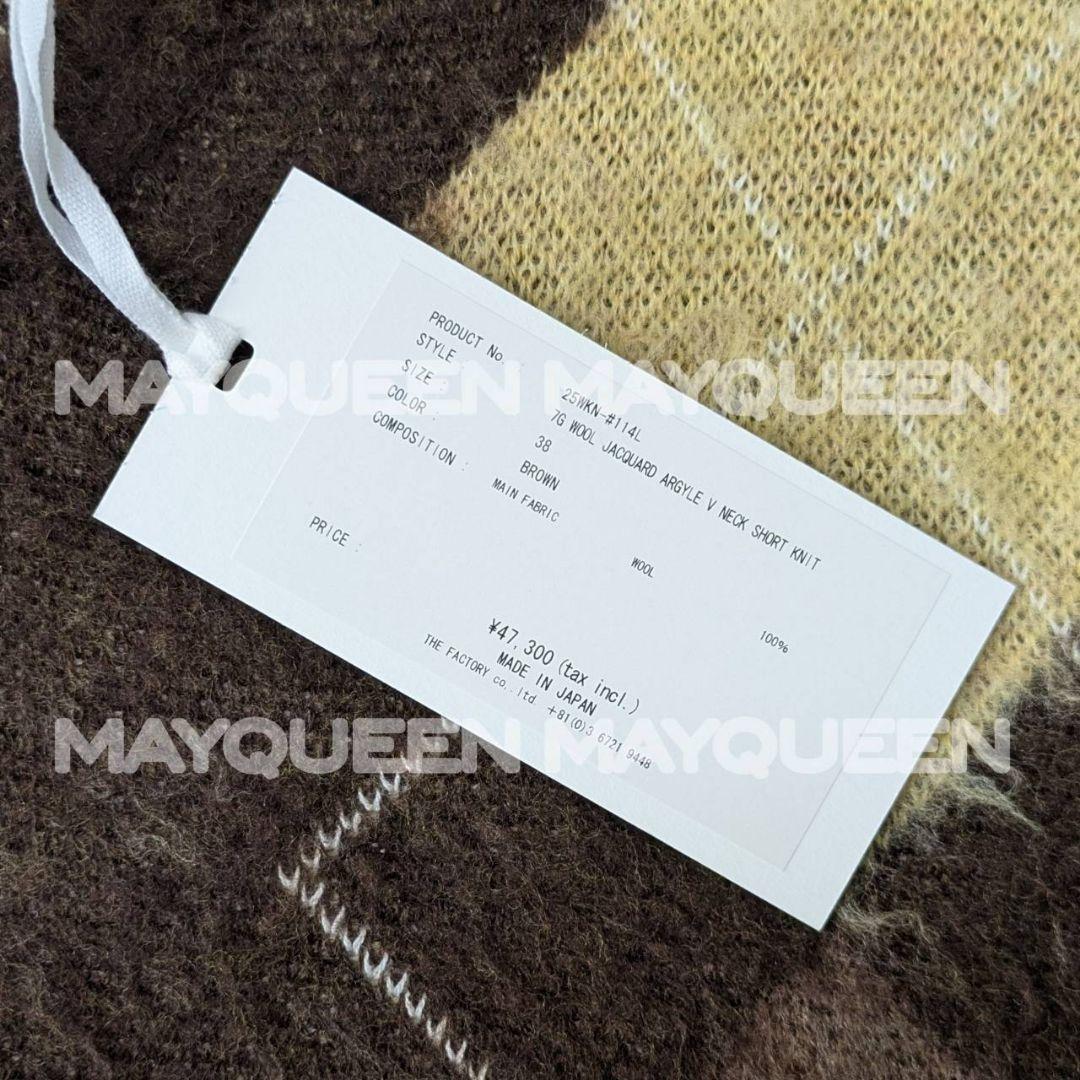 PRODUCT No. : 25WKN-#114L
STYLE : 7G WOOL JACQUARD ARGYLE V NECK SHORT KNIT
SIZE : 38
COLOR : BROWN
COMPOSITION : MAIN FABRIC
WOOL 100%
PRICE : ¥47,300 (tax incl.)
MADE IN JAPAN
THE FACTORY co.,ltd. +81(0)3 6721 9448
MAYQUEEN MAYQUEEN
MAYQUEEN MAYQUEEN